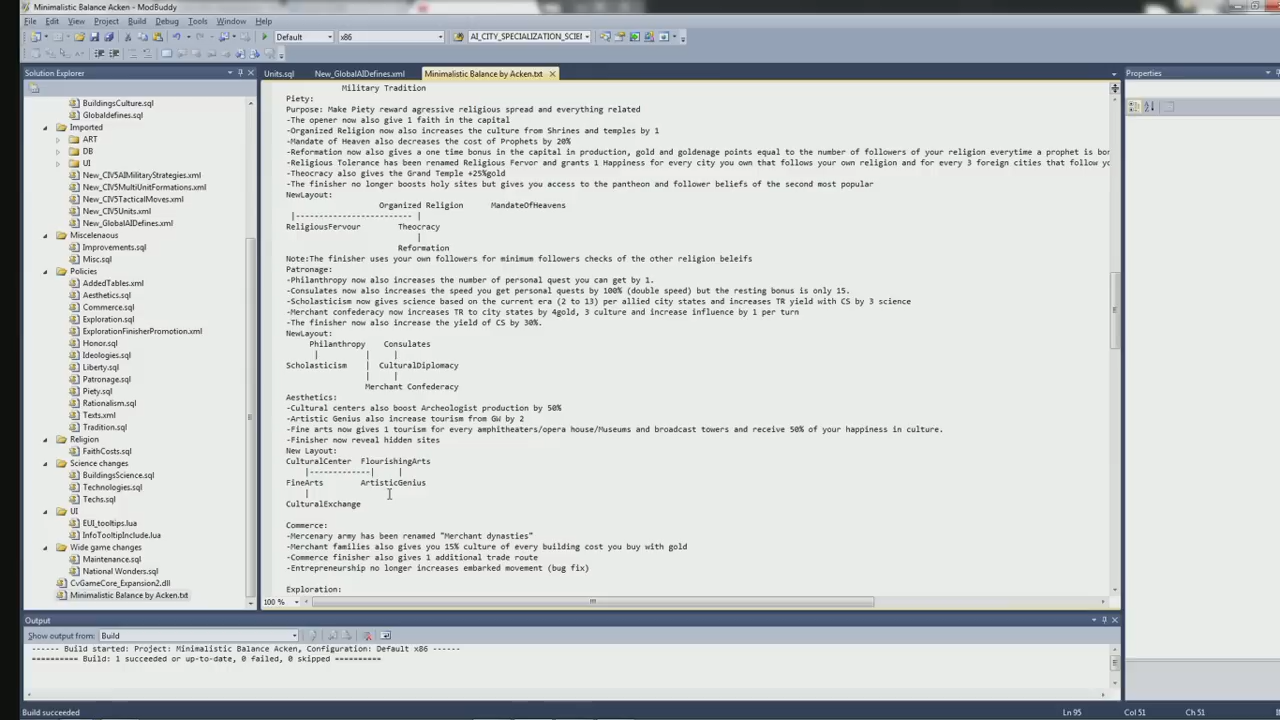 Minimalistic Balance Acken - ModBuddy
File Edit View Project Build Debug Tools Window Help
Default x86 AI_CITY_SPECIALIZATION_SCIE
Solution Explorer
BuildingsCulture.sql
Globaldefines.sql
Imported
ART
DB
UI
New_CIV5AIMilitaryStrategies.xml
New_CIV5MultiUnitFormations.xml
New_CIV5TacticalMoves.xml
New_CIV5Units.xml
New_GlobalAIDefines.xml
Miscelenaous
Improvements.sql
Misc.sql
Policies
AddedTables.xml
Aesthetics.sql
Commerce.sql
Exploration.sql
ExplorationFinisherPromotion.xml
Honor.sql
Ideologies.sql
Liberty.sql
Patronage.sql
Piety.sql
Rationalism.sql
Texts.xml
Tradition.sql
Religion
FaithCosts.sql
Science changes
BuildingsScience.sql
Technologies.sql
Techs.sql
UI
EUI_tooltips.lua
InfoTooltipInclude.lua
Wide game changes
Maintenance.sql
National Wonders.sql
CvGameCore_Expansion2.dll
Minimalistic Balance by Acken.txt
Units.sql New_GlobalAIDefines.xml Minimalistic Balance by Acken.txt
Military Tradition
Piety:
Purpose: Make Piety reward agressive religious spread and everything related
-The opener now also give 1 faith in the capital
-Organized Religion now also increases the culture from Shrines and temples by 1
-Mandate of Heaven also decreases the cost of Prophets by 20%
-Reformation now also gives a one time bonus in the capital in production, gold and goldenage points equal to the number of followers of your religion everytime a prophet is bor
-Religious Tolerance has been renamed Religious Fervor and grants 1 Happiness for every city you own that follows your own religion and for every 3 foreign cities that follow yo
-Theocracy also gives the Grand Temple +25%gold
-The finisher no longer boosts holy sites but gives you access to the pantheon and follower beliefs of the second most popular
NewLayout:
Organized Religion MandateOfHeavens
|------------------------ |
ReligiousFervour Theocracy
|
Reformation
Note:The finisher uses your own followers for minimum followers checks of the other religion beleifs
Patronage:
-Philanthropy now also increases the number of personal quest you can get by 1.
-Consulates now also increases the speed you get personal quests by 100% (double speed) but the resting bonus is only 15.
-Scholasticism now gives science based on the current era (2 to 13) per allied city states and increases TR yield with CS by 3 science
-Merchant confederacy now increases TR to city states by 4gold, 3 culture and increase influence by 1 per turn
-The finisher now also increase the yield of CS by 30%.
NewLayout:
Philanthropy Consulates
| | |
Scholasticism | CulturalDiplomacy
| |
Merchant Confederacy
Aesthetics:
-Cultural centers also boost Archeologist production by 50%
-Artistic Genius also increase tourism from GW by 2
-Fine arts now gives 1 tourism for every amphitheaters/opera house/Museums and broadcast towers and receive 50% of your happiness in culture.
-Finisher now reveal hidden sites
New Layout:
CulturalCenter FlourishingArts
|-------------| |
FineArts ArtisticGenius
|
CulturalExchange
Commerce:
-Mercenary army has been renamed "Merchant dynasties"
-Merchant families also gives you 15% culture of every building cost you buy with gold
-Commerce finisher also gives 1 additional trade route
-Entrepreneurship no longer increases embarked movement (bug fix)
Exploration:
100 %
Properties
Output
Show output from: Build
------ Build started: Project: Minimalistic Balance Acken, Configuration: Default x86 ------
========== Build: 1 succeeded or up-to-date, 0 failed, 0 skipped ==========
Build succeeded Ln 95 Col 51 Ch 51